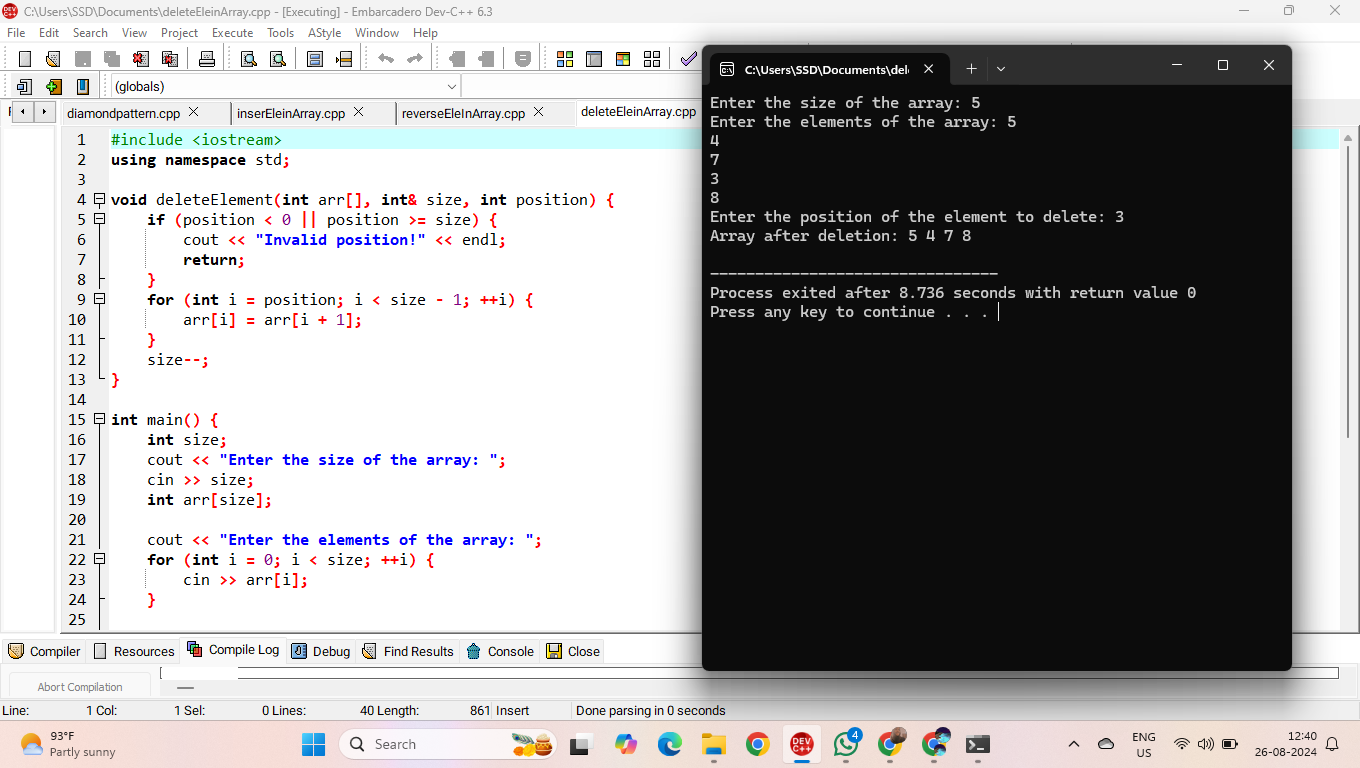 C:\Users\SSD\Documents\deleteEleinArray.cpp - [Executing] - Embarcadero Dev-C++ 6.3
File Edit Search View Project Execute Tools AStyle Window Help
(globals)
diamondpattern.cpp inserEleinArray.cpp reverseEleInArray.cpp deleteEleinArray.cpp
1 #include <iostream>
2 using namespace std;
3
4 void deleteElement(int arr[], int& size, int position) {
5 if (position < 0 || position >= size) {
6 cout << "Invalid position!" << endl;
7 return;
8 }
9 for (int i = position; i < size - 1; ++i) {
10 arr[i] = arr[i + 1];
11 }
12 size--;
13 }
14
15 int main() {
16 int size;
17 cout << "Enter the size of the array: ";
18 cin >> size;
19 int arr[size];
20
21 cout << "Enter the elements of the array: ";
22 for (int i = 0; i < size; ++i) {
23 cin >> arr[i];
24 }
25
C:\Users\SSD\Documents\del
Enter the size of the array: 5
Enter the elements of the array: 5
4
7
3
8
Enter the position of the element to delete: 3
Array after deletion: 5 4 7 8
--------------------------------
Process exited after 8.736 seconds with return value 0
Press any key to continue . . .
Compiler Resources Compile Log Debug Find Results Console Close
Abort Compilation
Line: 1 Col: 1 Sel: 0 Lines: 40 Length: 861 Insert Done parsing in 0 seconds
93°F
Partly sunny
Search
DEV C++
4
ENG
US
12:40
26-08-2024